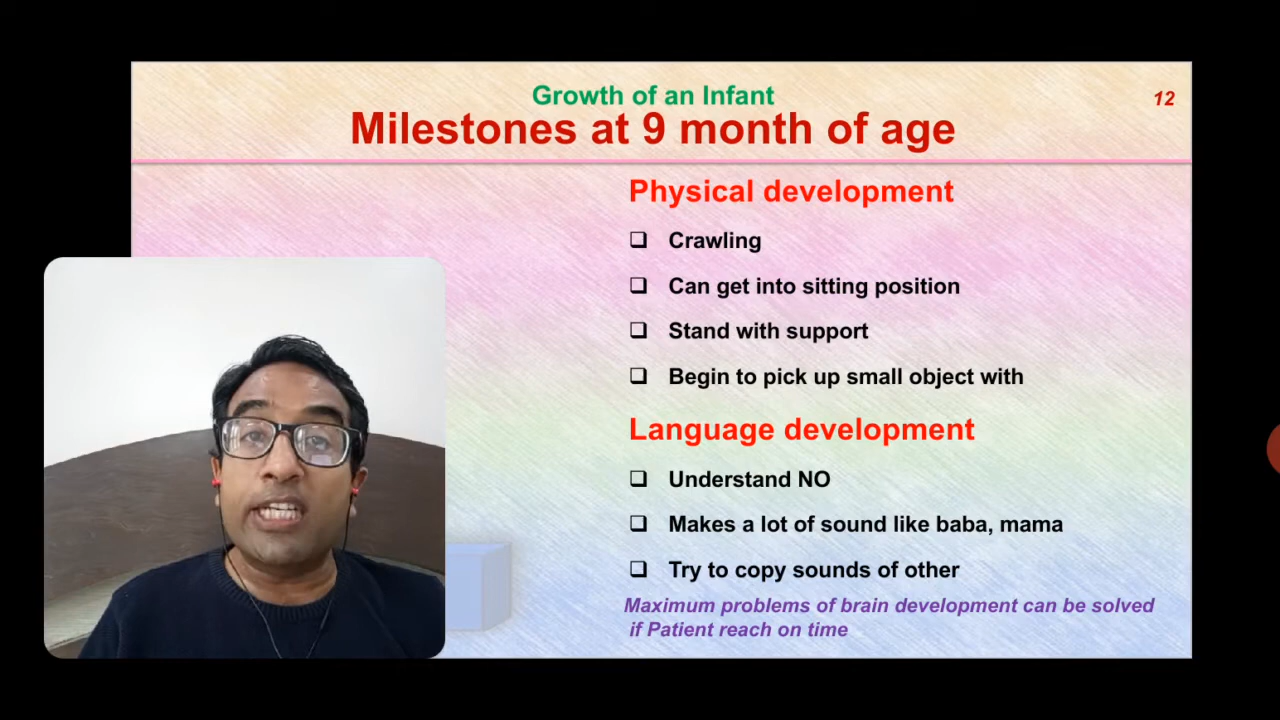 Growth of an Infant
12
Milestones at 9 month of age
Physical development
❑ Crawling
❑ Can get into sitting position
❑ Stand with support
❑ Begin to pick up small object with
Language development
❑ Understand NO
❑ Makes a lot of sound like baba, mama
❑ Try to copy sounds of other
Maximum problems of brain development can be solved
if Patient reach on time